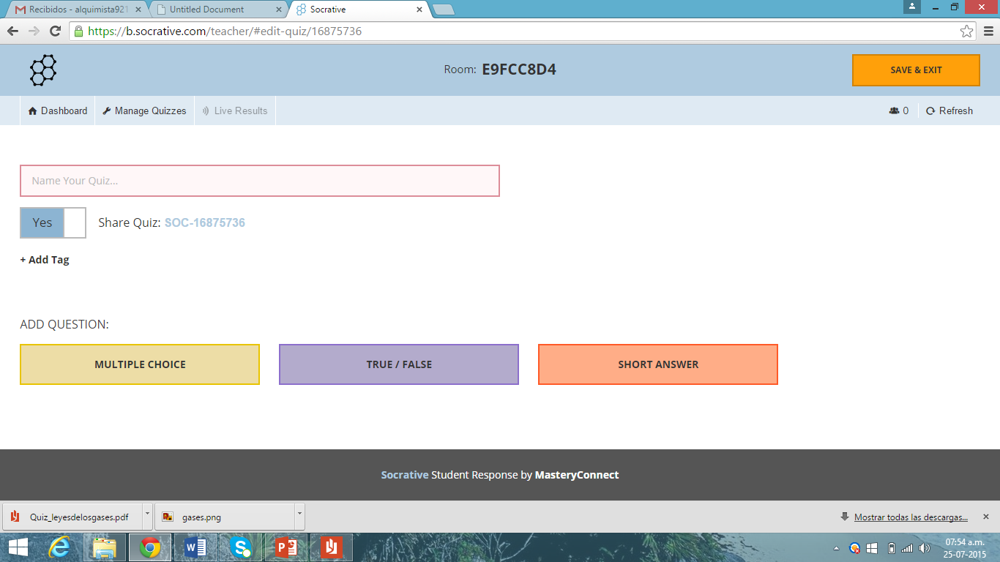 Recibidos - alquimista921
Untitled Document
Socrative
https://b.socrative.com/teacher/#edit-quiz/16875736
Room: E9FCC8D4
SAVE & EXIT
Dashboard
Manage Quizzes
Live Results
0
Refresh
Name Your Quiz...
Yes
Share Quiz: SOC-16875736
+ Add Tag
ADD QUESTION:
MULTIPLE CHOICE
TRUE / FALSE
SHORT ANSWER
Socrative Student Response by MasteryConnect
Quiz_leyesdelosgases.pdf
gases.png
Mostrar todas las descargas...
07:54 a.m.
25-07-2015